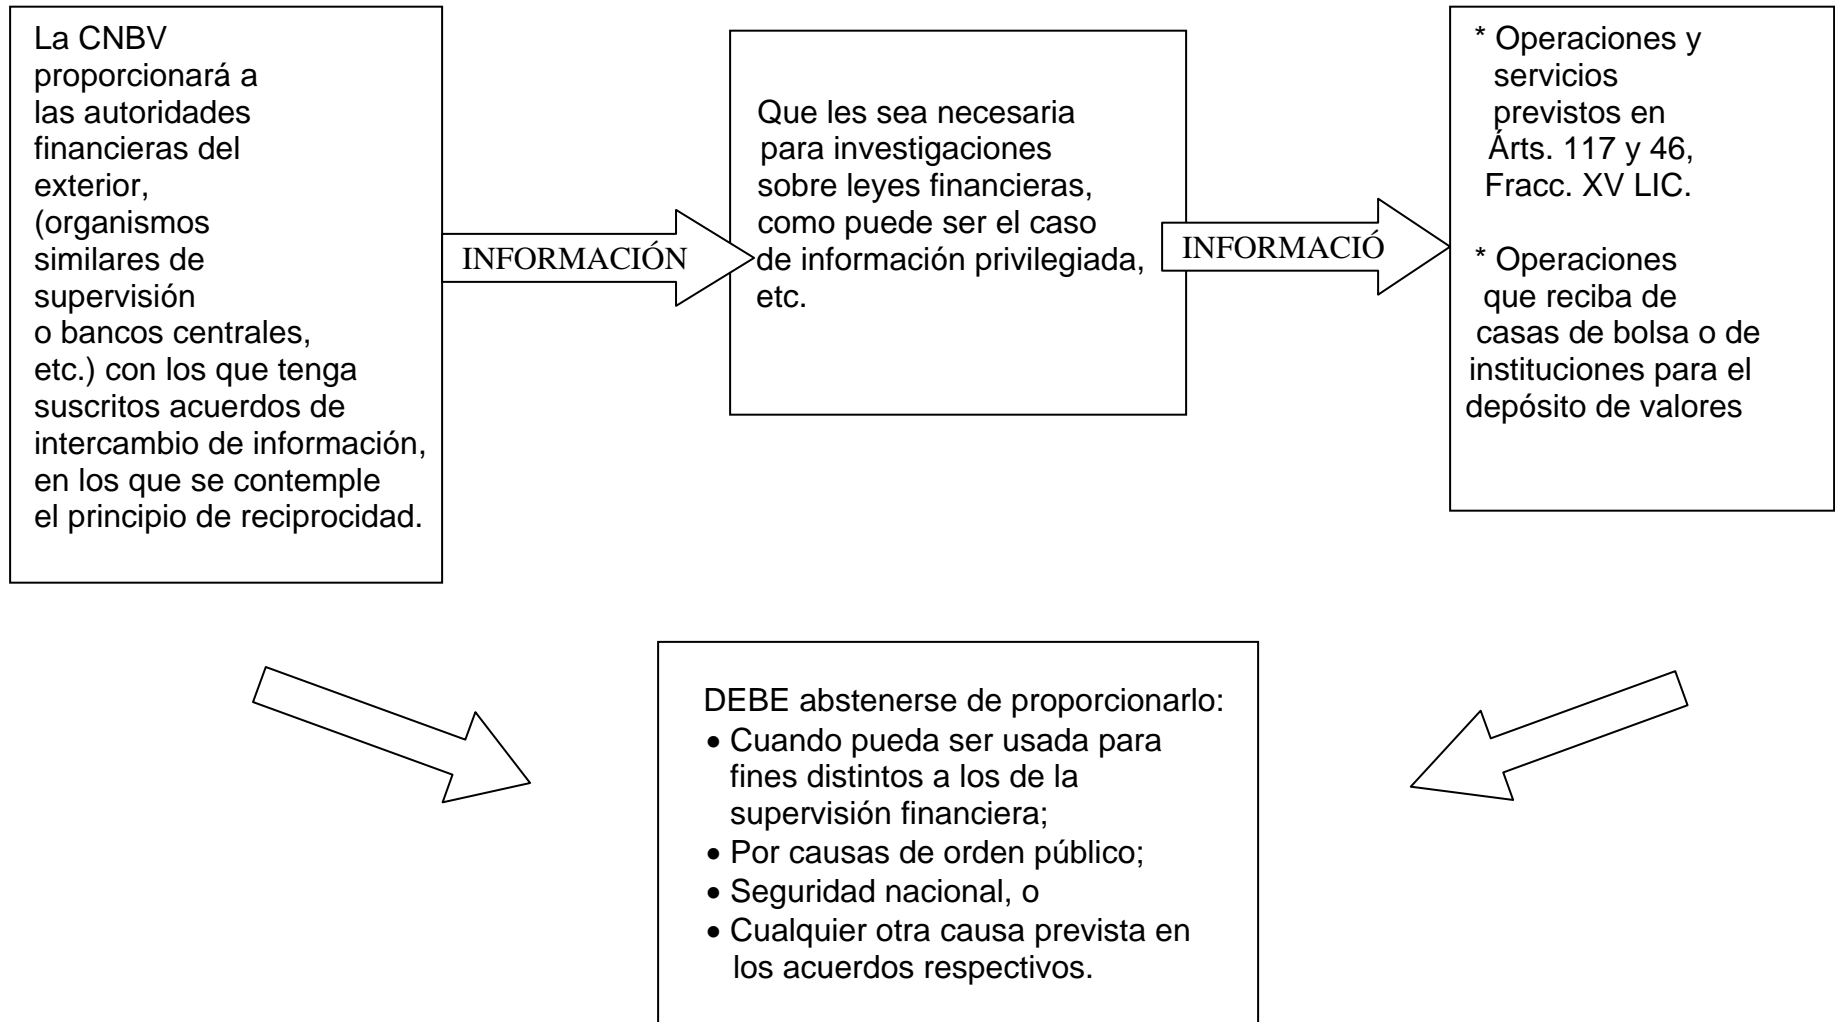 La CNBV
proporcionará a
las autoridades
financieras del
exterior,
(organismos
similares de
supervisión
o bancos centrales,
etc.) con los que tenga
suscritos acuerdos de
intercambio de información,
en los que se contemple
el principio de reciprocidad.
INFORMACIÓN
Que les sea necesaria
para investigaciones
sobre leyes financieras,
como puede ser el caso
de información privilegiada,
etc.
INFORMACIÓ
* Operaciones y
servicios
previstos en
Árts. 117 y 46,
Fracc. XV LIC.
* Operaciones
que reciba de
casas de bolsa o de
instituciones para el
depósito de valores
DEBE abstenerse de proporcionarlo:
• Cuando pueda ser usada para
fines distintos a los de la
supervisión financiera;
• Por causas de orden público;
• Seguridad nacional, o
• Cualquier otra causa prevista en
los acuerdos respectivos.